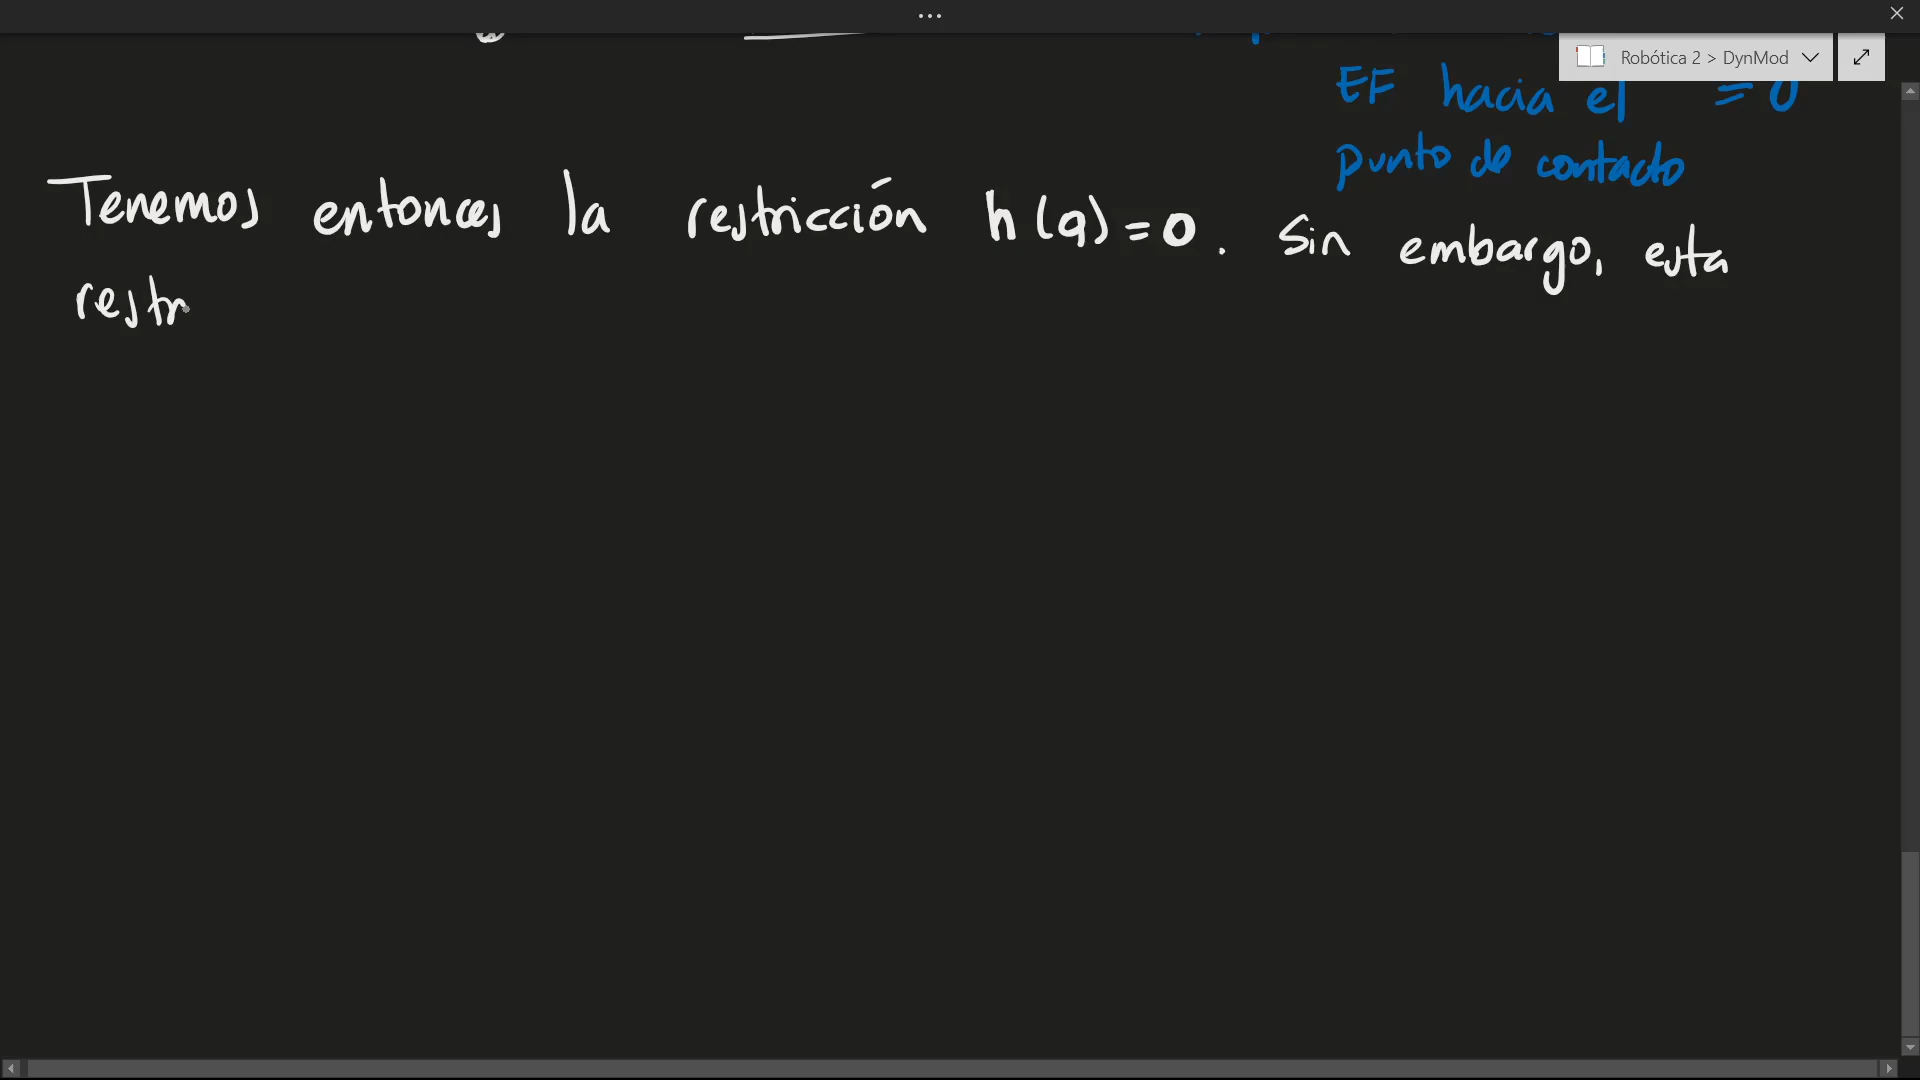 Robótica 2 > DynMod
EF hacia el = 0
punto de contacto
Tenemos entonces la restricción h(q) = 0. Sin embargo, esta
restr